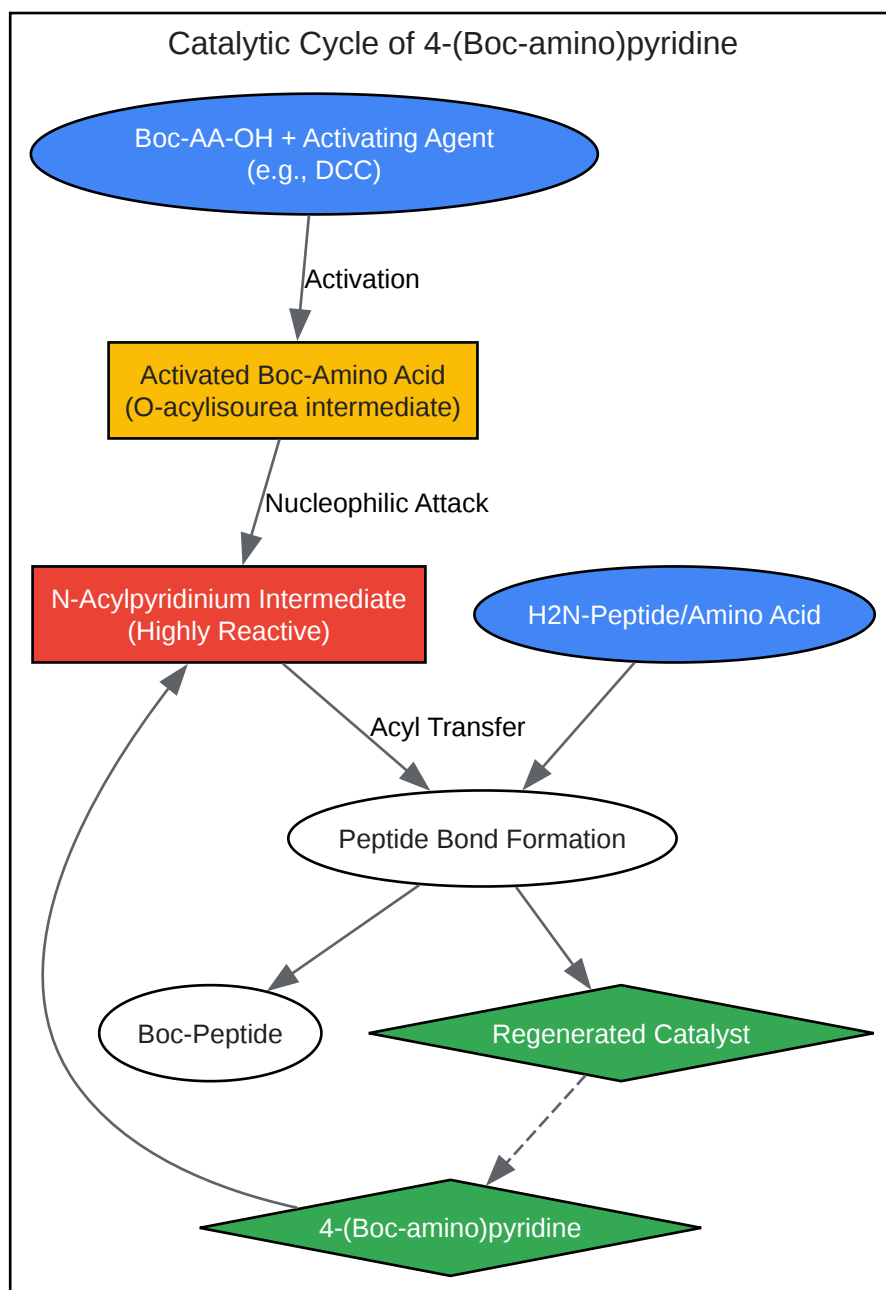 Catalytic Cycle of 4-(Boc-amino)pyridine
Boc-AA-OH + Activating Agent
(e.g., DCC)
Activation
Activated Boc-Amino Acid
(O-acylisourea intermediate)
Nucleophilic Attack
N-Acylpyridinium Intermediate
(Highly Reactive)
H2N-Peptide/Amino Acid
Acyl Transfer
Peptide Bond Formation
Boc-Peptide
Regenerated Catalyst
4-(Boc-amino)pyridine